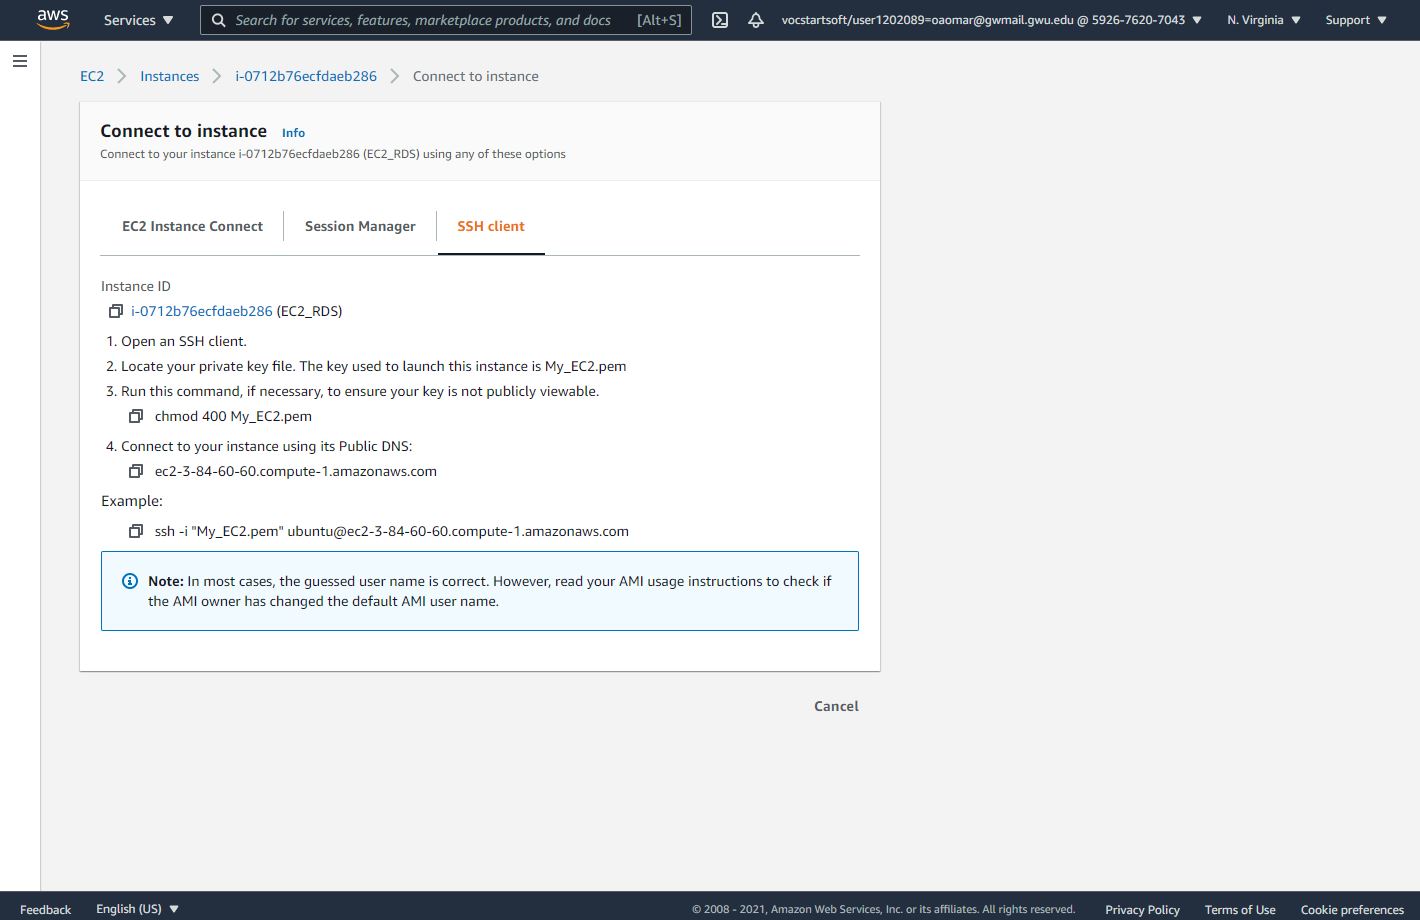 aws
Services
Search for services, features, marketplace products, and docs [Alt+S]
vocstartsoft/user1202089=oaomar@gwmail.gwu.edu @ 5926-7620-7043
N. Virginia
Support
EC2
Instances
i-0712b76ecfdaeb286
Connect to instance
Connect to instance Info
Connect to your instance i-0712b76ecfdaeb286 (EC2_RDS) using any of these options
EC2 Instance Connect
Session Manager
SSH client
Instance ID
i-0712b76ecfdaeb286 (EC2_RDS)
1. Open an SSH client.
2. Locate your private key file. The key used to launch this instance is My_EC2.pem
3. Run this command, if necessary, to ensure your key is not publicly viewable.
chmod 400 My_EC2.pem
4. Connect to your instance using its Public DNS:
ec2-3-84-60-60.compute-1.amazonaws.com
Example:
ssh -i "My_EC2.pem" ubuntu@ec2-3-84-60-60.compute-1.amazonaws.com
Note: In most cases, the guessed user name is correct. However, read your AMI usage instructions to check if
the AMI owner has changed the default AMI user name.
Cancel
Feedback
English (US)
© 2008 - 2021, Amazon Web Services, Inc. or its affiliates. All rights reserved.
Privacy Policy
Terms of Use
Cookie preferences